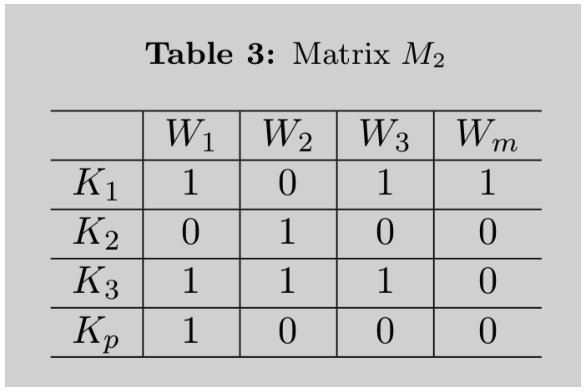 Table 3: Matrix M₂
W₁ W₂ W₃ Wₘ
K₁ 1 0 1 1
K₂ 0 1 0 0
K₃ 1 1 1 0
Kₚ 1 0 0 0